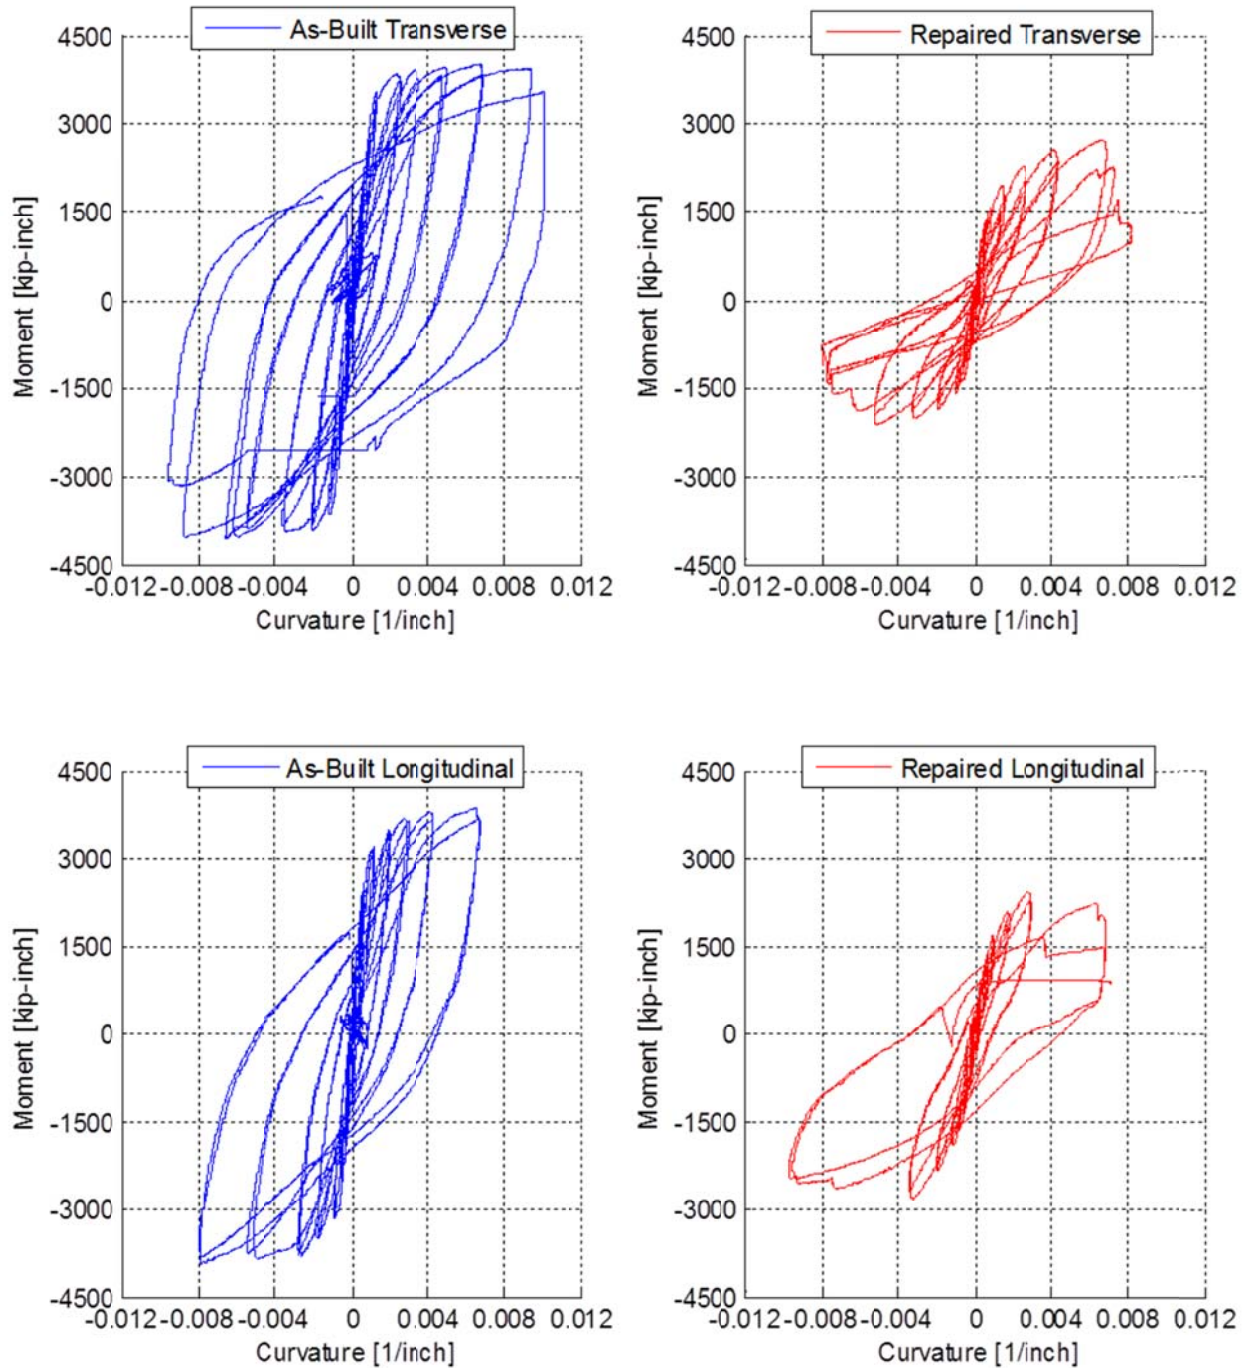 As-Built Transverse
4500
3000
1500
0
-1500
-3000
-4500
Moment [kip-inch]
-0.012 -0.008 -0.004 0 0.004 0.008 0.012
Curvature [1/inch]
Repaired Transverse
4500
3000
1500
0
-1500
-3000
-4500
Moment [kip-inch]
-0.012 -0.008 -0.004 0 0.004 0.008 0.012
Curvature [1/inch]
As-Built Longitudinal
4500
3000
1500
0
-1500
-3000
-4500
Moment [kip-inch]
-0.012 -0.008 -0.004 0 0.004 0.008 0.012
Curvature [1/inch]
Repaired Longitudinal
4500
3000
1500
0
-1500
-3000
-4500
Moment [kip-inch]
-0.012 -0.008 -0.004 0 0.004 0.008 0.012
Curvature [1/inch]